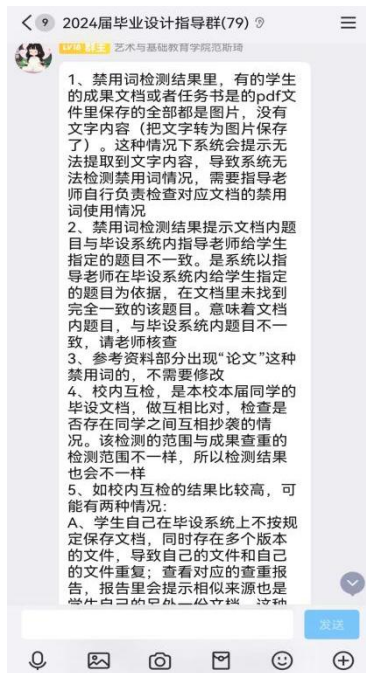 9 2024届毕业设计指导群(79)
LV16 群主 艺术与基础教育学院范斯琦
1、禁用词检测结果里，有的学生
的成果文档或者任务书是的pdf文
件里保存的全部都是图片，没有
文字内容（把文字转为图片保存
了）。这种情况下系统会提示无
法提取到文字内容，导致系统无
法检测禁用词情况，需要指导老
师自行负责检查对应文档的禁用
词使用情况
2、禁用词检测结果提示文档内题
目与毕设系统内指导老师给学生
指定的题目不一致。是系统以指
导老师在毕设系统内给学生指定
的题目为依据，在文档里未找到
完全一致的该题目。意味着文档
内题目，与毕设系统内题目不一
致，请老师核查
3、参考资料部分出现“论文”这种
禁用词的，不需要修改
4、校内互检，是本校本届同学的
毕设文档，做互相比对，检查是
否存在同学之间互相抄袭的情
况。该检测的范围与成果查重的
检测范围不一样，所以检测结果
也会不一样
5、如校内互检的结果比较高，可
能有两种情况：
A、学生自己在毕设系统上不按规
定保存文档，同时存在多个版本
的文件，导致自己的文件和自己
的文件重复；查看对应的查重报
告，报告里会提示相似来源也是
学生自己的另外一份文档，这种
发送